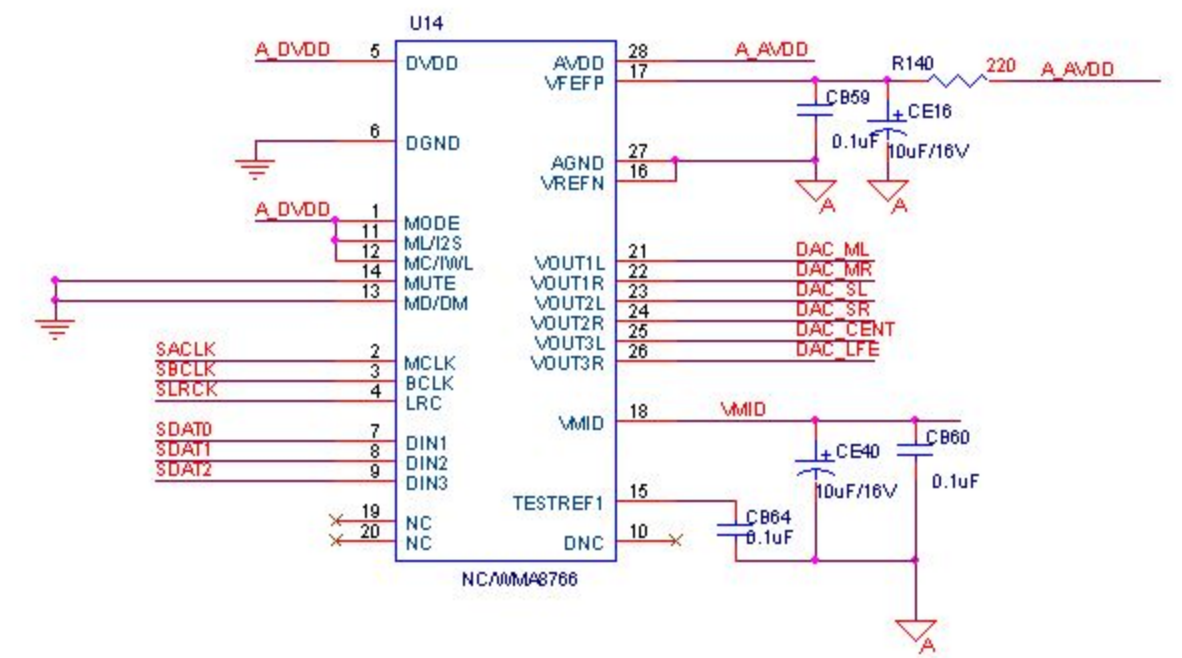 U14
A_DVDD 5 DVDD AVDD 28 A_AVDD
VFEFP 17 R140 220 A_AVDD
CB59 0.1uF
CE16 10uF/16V
6 DGND
AGND 27
VREFN 16
A A
A_DVDD 1 MODE
11 ML/I2S
12 MC/IWL
14 MUTE
13 MD/DM
VOUT1L 21 DAC_ML
VOUT1R 22 DAC_MR
VOUT2L 23 DAC_SL
VOUT2R 24 DAC_SR
VOUT3L 25 DAC_CENT
VOUT3R 26 DAC_LFE
SACLK 2 MCLK
SBCLK 3 BCLK
SLRCK 4 LRC
VMID 18 VMID
SDAT0 7 DIN1
SDAT1 8 DIN2
SDAT2 9 DIN3
+ CE40 10uF/16V
CB60 0.1uF
TESTREF1 15
CB64 0.1uF
19 NC
20 NC
DNC 10
NC/WMA8766
A